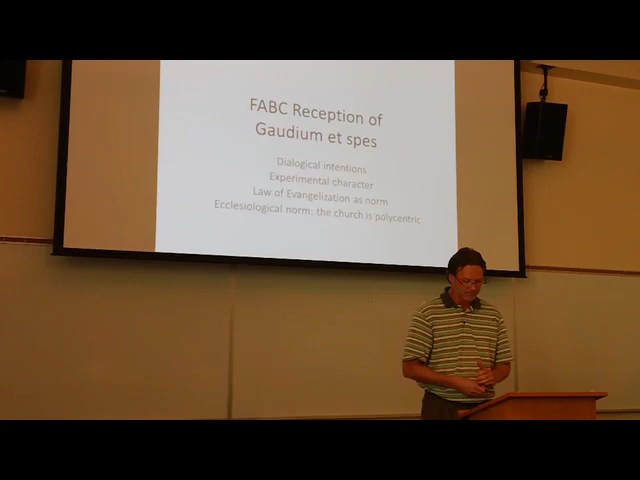 FABC Reception of
Gaudium et spes
Dialogical intentions
Experimental character
Law of Evangelization as norm
Ecclesiological norm: the church is polycentric